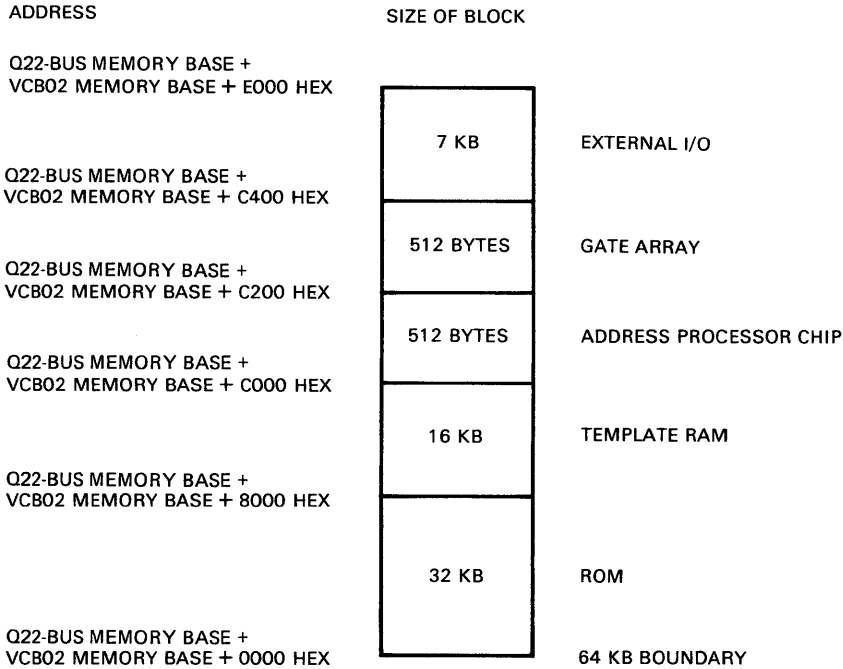 ADDRESS
SIZE OF BLOCK
Q22-BUS MEMORY BASE +
VCB02 MEMORY BASE + E000 HEX
7 KB
EXTERNAL I/O
Q22-BUS MEMORY BASE +
VCB02 MEMORY BASE + C400 HEX
512 BYTES
GATE ARRAY
Q22-BUS MEMORY BASE +
VCB02 MEMORY BASE + C200 HEX
512 BYTES
ADDRESS PROCESSOR CHIP
Q22-BUS MEMORY BASE +
VCB02 MEMORY BASE + C000 HEX
16 KB
TEMPLATE RAM
Q22-BUS MEMORY BASE +
VCB02 MEMORY BASE + 8000 HEX
32 KB
ROM
Q22-BUS MEMORY BASE +
VCB02 MEMORY BASE + 0000 HEX
64 KB BOUNDARY